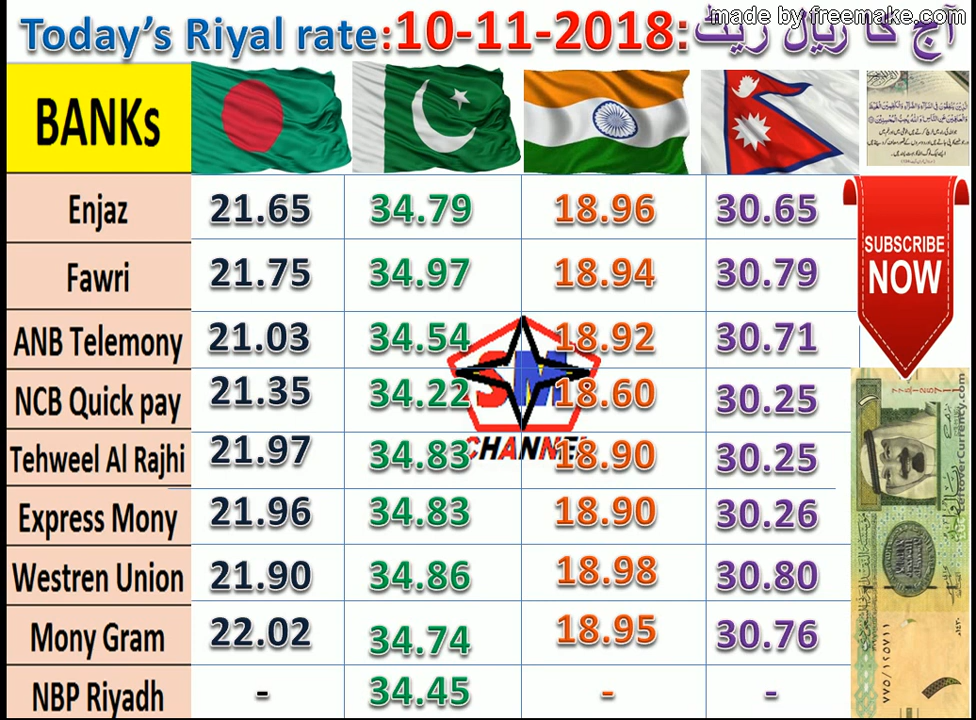 made by freemake.com
Today's Riyal rate:10-11-2018:آج کا ریال ریٹ
BANKs
Enjaz 21.65 34.79 18.96 30.65
SUBSCRIBE
NOW
Fawri 21.75 34.97 18.94 30.79
ANB Telemony 21.03 34.54 18.92 30.71
NCB Quick pay 21.35 34.22 18.60 30.25
SM
CHANNEL
Tehweel Al Rajhi 21.97 34.83 18.90 30.25
Express Mony 21.96 34.83 18.90 30.26
Westren Union 21.90 34.86 18.98 30.80
Mony Gram 22.02 34.74 18.95 30.76
NBP Riyadh - 34.45 - -
LeftoverCurrency.com
٧٧٥/١٤٥٧١١